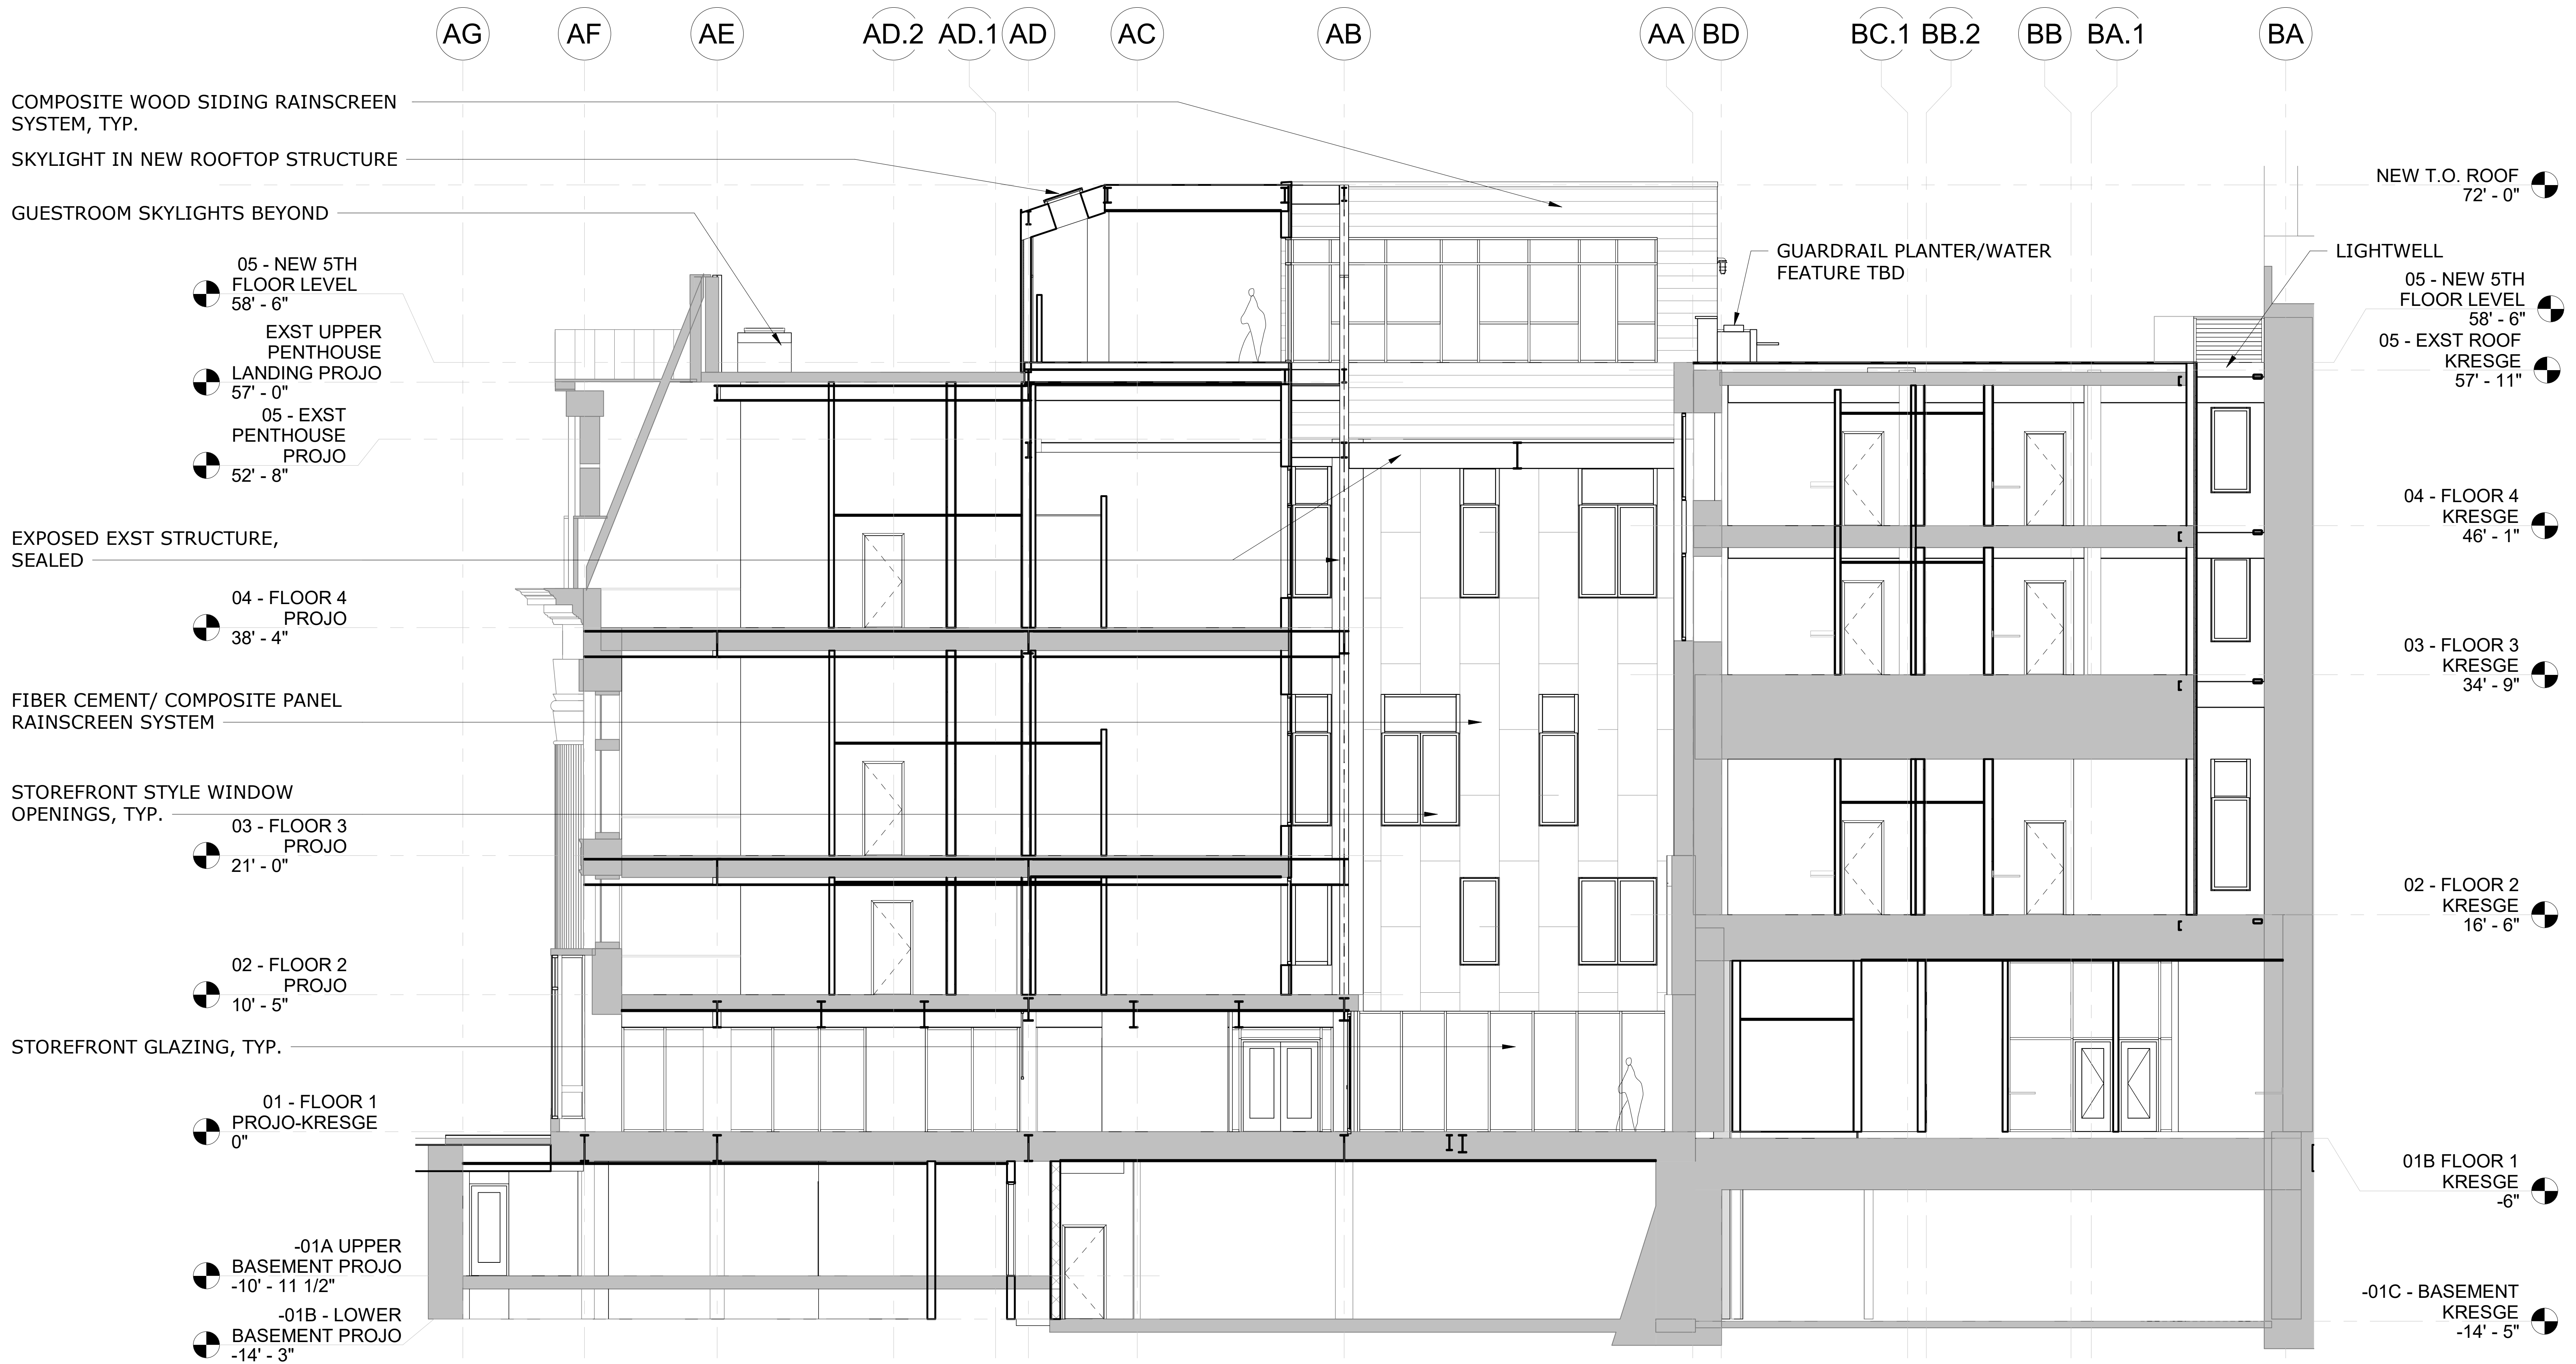 AG AF AE AD.2 AD.1 AD AC AB AA BD BC.1 BB.2 BB BA.1 BA
COMPOSITE WOOD SIDING RAINSCREEN
SYSTEM, TYP.
SKYLIGHT IN NEW ROOFTOP STRUCTURE
GUESTROOM SKYLIGHTS BEYOND
05 - NEW 5TH
FLOOR LEVEL
58' - 6"
EXST UPPER
PENTHOUSE
LANDING PROJO
57' - 0"
05 - EXST
PENTHOUSE
PROJO
52' - 8"
EXPOSED EXST STRUCTURE,
SEALED
04 - FLOOR 4
PROJO
38' - 4"
FIBER CEMENT/ COMPOSITE PANEL
RAINSCREEN SYSTEM
STOREFRONT STYLE WINDOW
OPENINGS, TYP.
03 - FLOOR 3
PROJO
21' - 0"
02 - FLOOR 2
PROJO
10' - 5"
STOREFRONT GLAZING, TYP.
01 - FLOOR 1
PROJO-KRESGE
0"
-01A UPPER
BASEMENT PROJO
-10' - 11 1/2"
-01B - LOWER
BASEMENT PROJO
-14' - 3"
NEW T.O. ROOF
72' - 0"
GUARDRAIL PLANTER/WATER
FEATURE TBD
LIGHTWELL
05 - NEW 5TH
FLOOR LEVEL
58' - 6"
05 - EXST ROOF
KRESGE
57' - 11"
04 - FLOOR 4
KRESGE
46' - 1"
03 - FLOOR 3
KRESGE
34' - 9"
02 - FLOOR 2
KRESGE
16' - 6"
01B FLOOR 1
KRESGE
-6"
-01C - BASEMENT
KRESGE
-14' - 5"